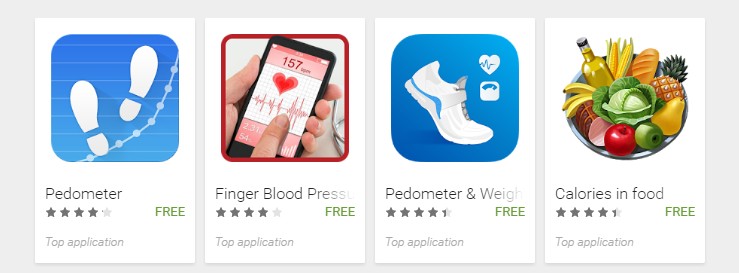 157
bpm
Pedometer
FREE
Top application
Finger Blood Pressu
FREE
Top application
Pedometer & Weigh
FREE
Top application
Calories in food
FREE
Top application